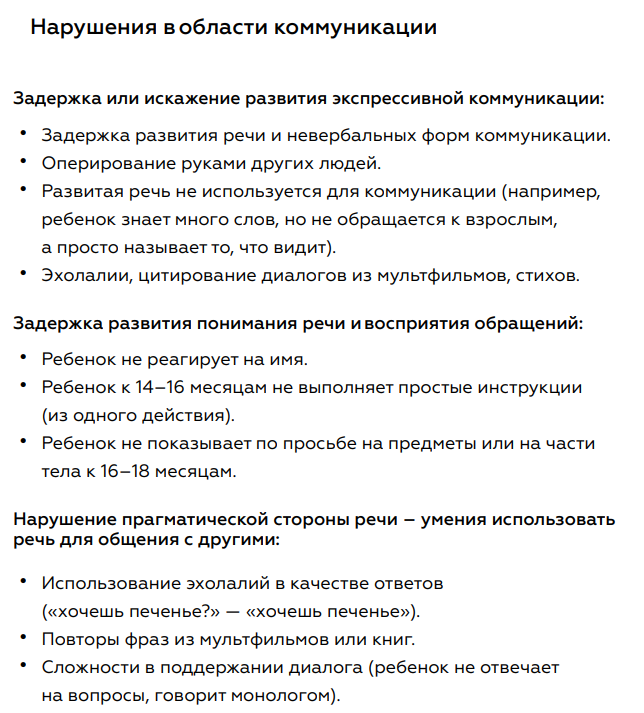 Нарушения в области коммуникации
Задержка или искажение развития экспрессивной коммуникации:
• Задержка развития речи и невербальных форм коммуникации.
• Оперирование руками других людей.
• Развитая речь не используется для коммуникации (например,
ребенок знает много слов, но не обращается к взрослым,
а просто называет то, что видит).
• Эхолалии, цитирование диалогов из мультфильмов, стихов.
Задержка развития понимания речи и восприятия обращений:
• Ребенок не реагирует на имя.
• Ребенок к 14–16 месяцам не выполняет простые инструкции
(из одного действия).
• Ребенок не показывает по просьбе на предметы или на части
тела к 16–18 месяцам.
Нарушение прагматической стороны речи – умения использовать
речь для общения с другими:
• Использование эхолалий в качестве ответов
(«хочешь печенье?» — «хочешь печенье»).
• Повторы фраз из мультфильмов или книг.
• Сложности в поддержании диалога (ребенок не отвечает
на вопросы, говорит монологом).